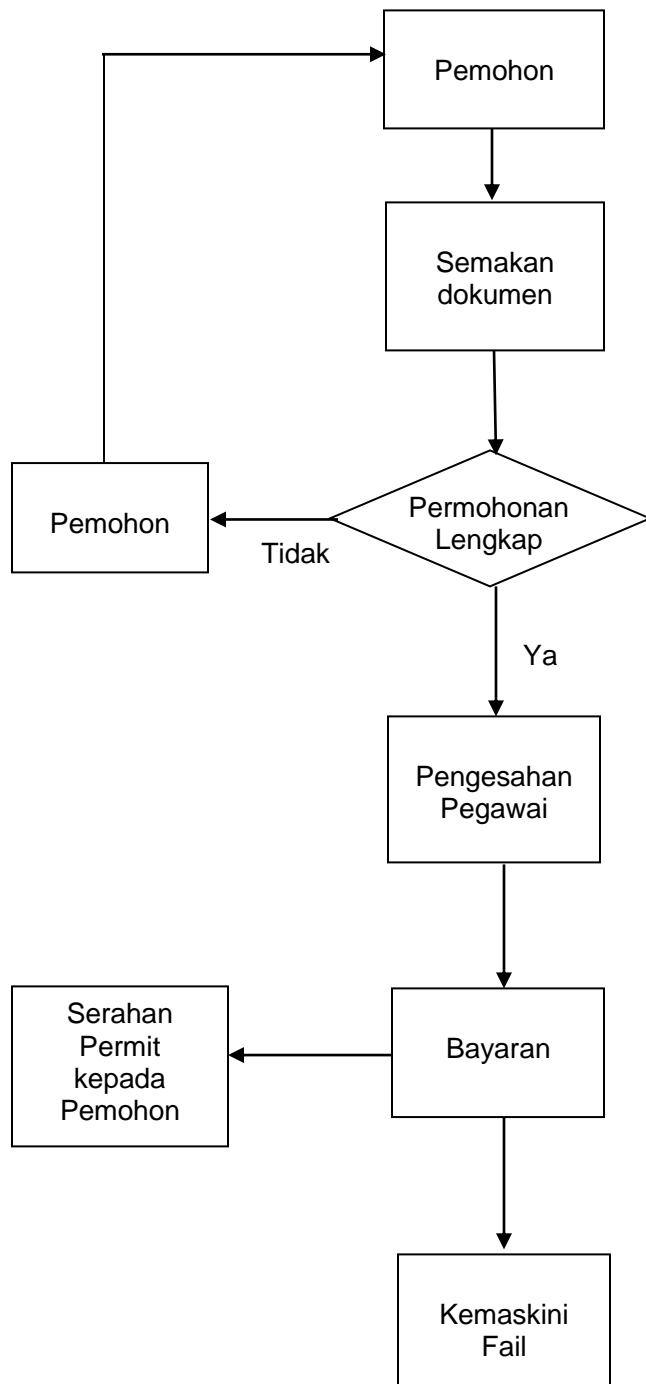 Pemohon
Semakan
dokumen
Permohonan
Lengkap
Pemohon
Tidak
Ya
Pengesahan
Pegawai
Serahan
Permit
kepada
Pemohon
Bayaran
Kemaskini
Fail